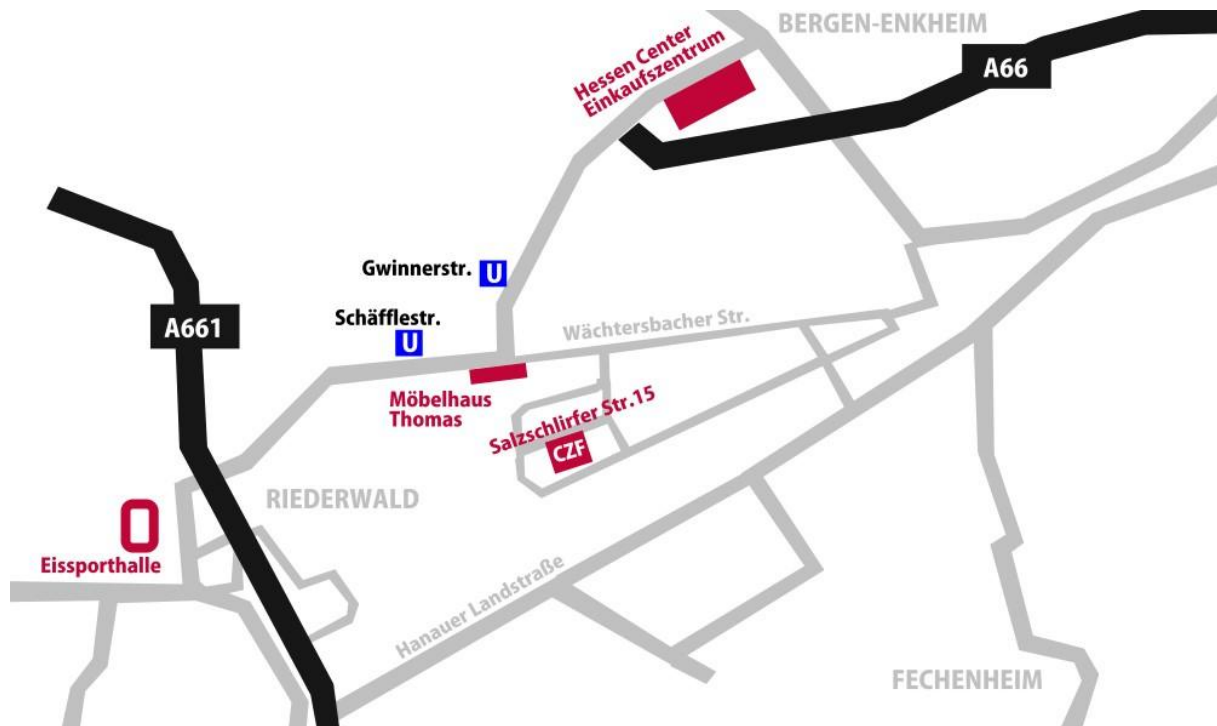 BERGEN-ENKHEIM
Hessen Center
Einkaufszentrum
A66
Gwinnerstr.
U
Schäfflestr.
U
A661
Wächtersbacher Str.
Möbelhaus
Thomas
Salzschlirfer Str.15
CZF
RIEDERWALD
Eissporthalle
Hanauer Landstraße
FECHENHEIM